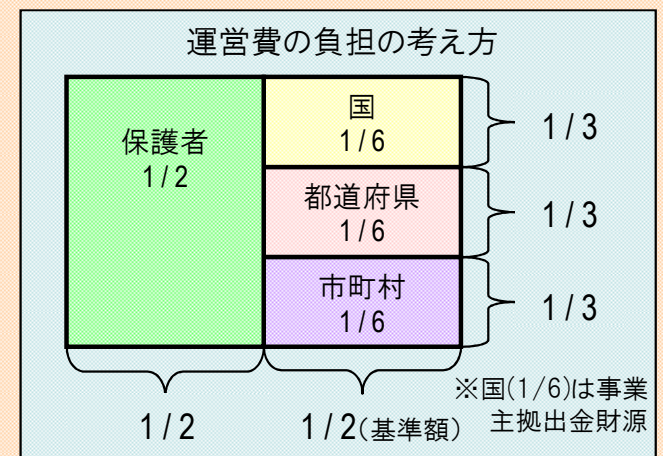 運営費の負担の考え方
保護者
1/2
国
1/6
1/3
都道府県
1/6
1/3
市町村
1/6
1/3
1/2
1/2(基準額)
※国(1/6)は事業
主拠出金財源